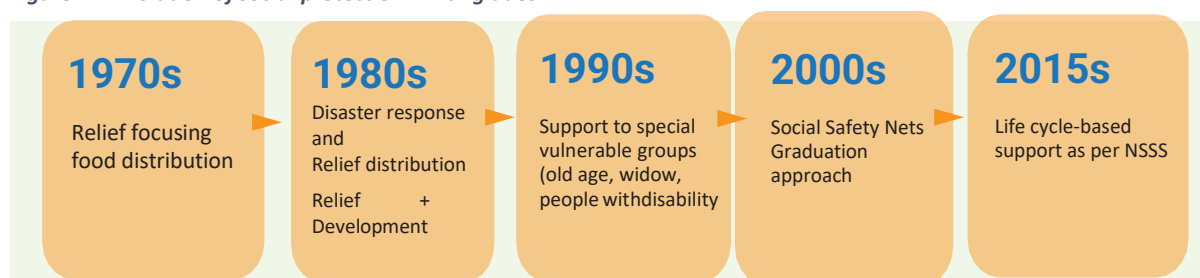 1970s
Relief focusing
food distribution
1980s
Disaster response
and
Relief distribution
Relief +
Development
1990s
Support to special
vulnerable groups
(old age, widow,
people withdisability
2000s
Social Safety Nets
Graduation
approach
2015s
Life cycle-based
support as per NSSS